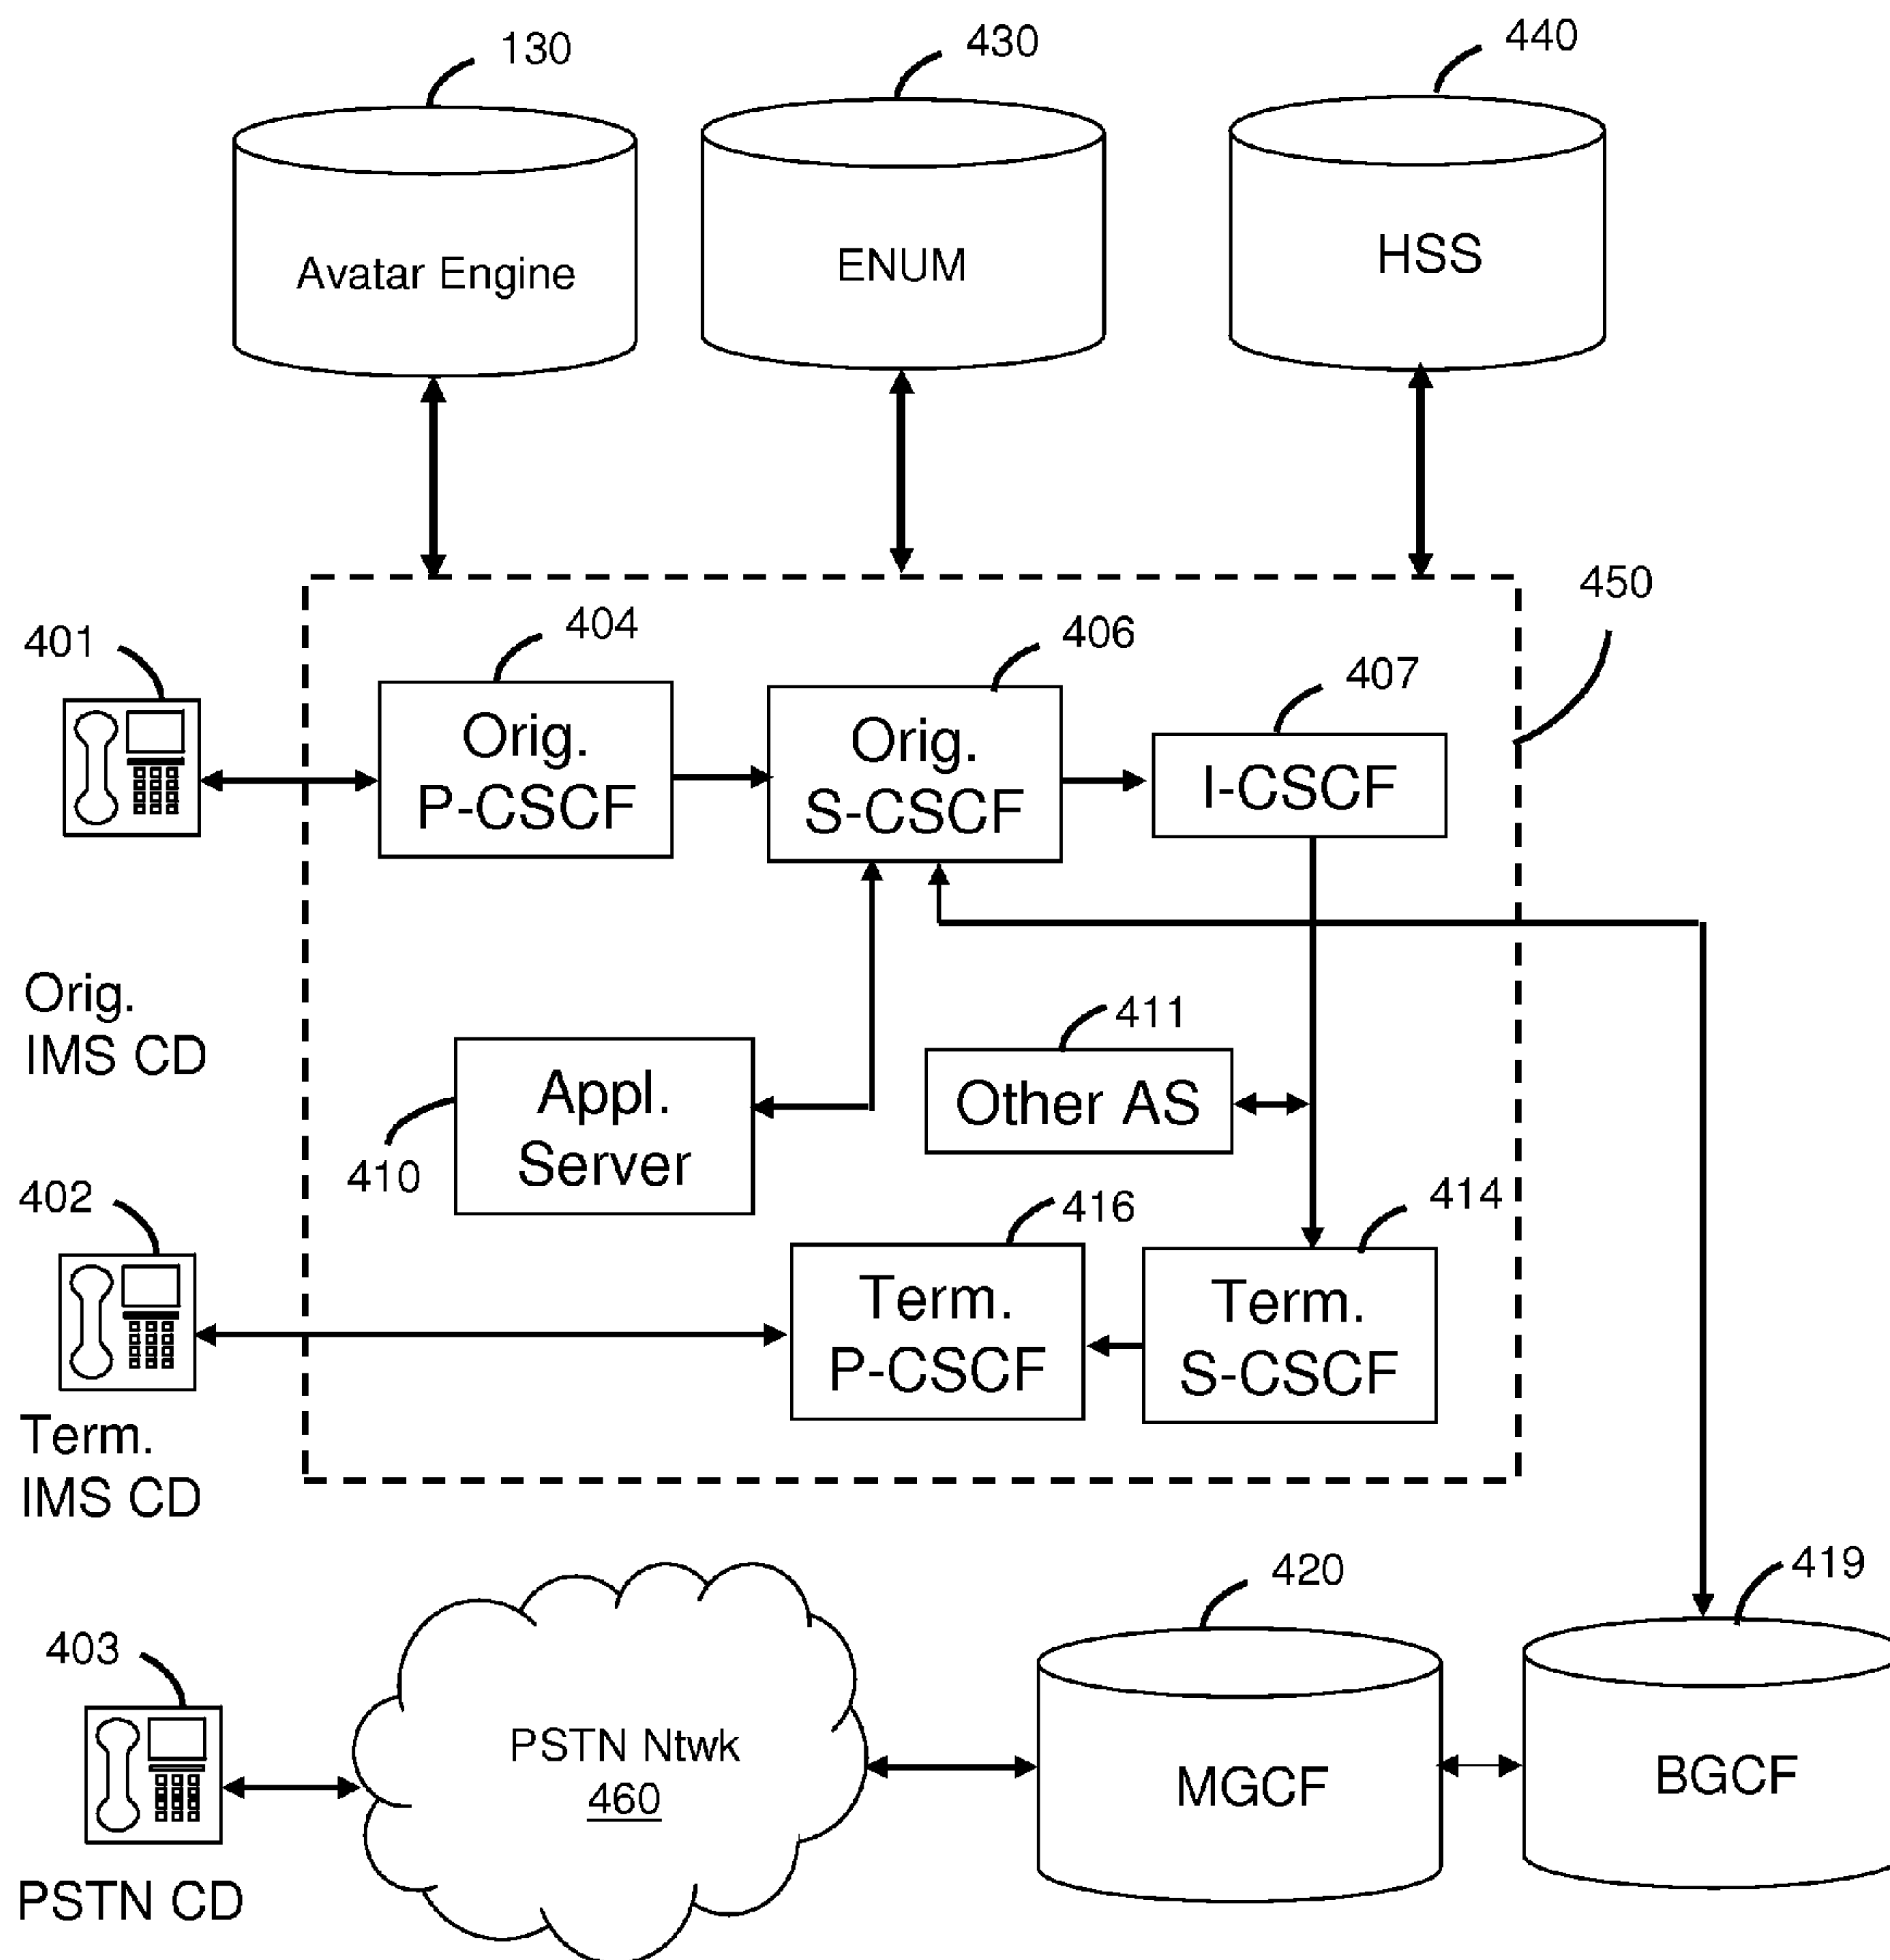 130
430
440
Avatar Engine
ENUM
HSS
450
401
404
406
407
Orig.
P-CSCF
Orig.
S-CSCF
I-CSCF
Orig.
IMS CD
411
Appl.
Server
Other AS
410
402
416
414
Term.
P-CSCF
Term.
S-CSCF
Term.
IMS CD
420
419
403
PSTN Ntwk
460
MGCF
BGCF
PSTN CD